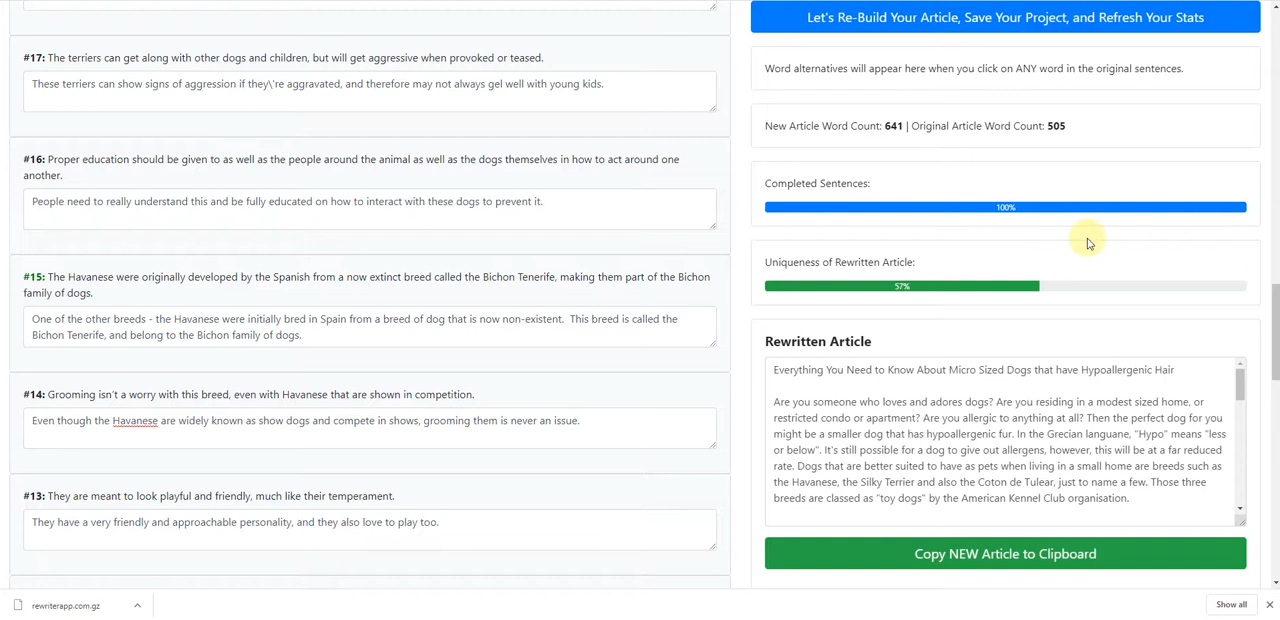 #17: The terriers can get along with other dogs and children, but will get aggressive when provoked or teased.
These terriers can show signs of aggression if they\'re aggravated, and therefore may not always gel well with young kids.
#16: Proper education should be given to as well as the people around the animal as well as the dogs themselves in how to act around one
another.
People need to really understand this and be fully educated on how to interact with these dogs to prevent it.
#15: The Havanese were originally developed by the Spanish from a now extinct breed called the Bichon Tenerife, making them part of the Bichon
family of dogs.
One of the other breeds - the Havanese were initially bred in Spain from a breed of dog that is now non-existent.  This breed is called the
Bichon Tenerife, and belong to the Bichon family of dogs.
#14: Grooming isn't a worry with this breed, even with Havanese that are shown in competition.
Even though the Havanese are widely known as show dogs and compete in shows, grooming them is never an issue.
#13: They are meant to look playful and friendly, much like their temperament.
They have a very friendly and approachable personality, and they also love to play too.
Let's Re-Build Your Article, Save Your Project, and Refresh Your Stats
Word alternatives will appear here when you click on ANY word in the original sentences.
New Article Word Count: 641 | Original Article Word Count: 505
Completed Sentences:
100%
Uniqueness of Rewritten Article:
57%
Rewritten Article
Everything You Need to Know About Micro Sized Dogs that have Hypoallergenic Hair
Are you someone who loves and adores dogs? Are you residing in a modest sized home, or
restricted condo or apartment? Are you allergic to anything at all? Then the perfect dog for you
might be a smaller dog that has hypoallergenic fur. In the Grecian languane, "Hypo" means "less
or below". It's still possible for a dog to give out allergens, however, this will be at a far reduced
rate. Dogs that are better suited to have as pets when living in a small home are breeds such as
the Havanese, the Silky Terrier and also the Coton de Tulear, just to name a few. Those three
breeds are classed as "toy dogs" by the American Kennel Club organisation.
Copy NEW Article to Clipboard
rewriterapp.com.gz
Show all